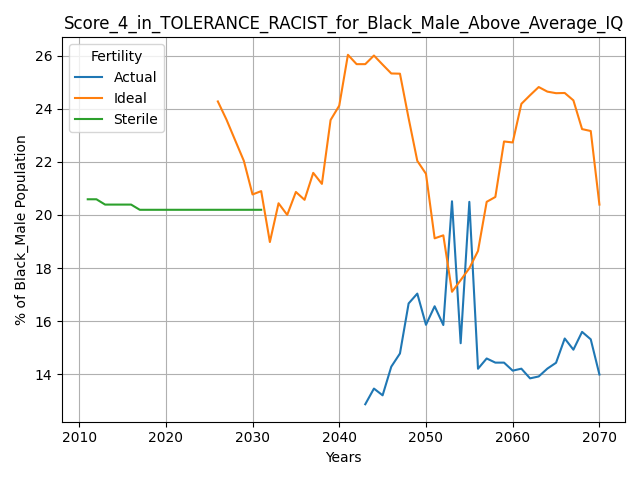 Score_4_in_TOLERANCE_RACIST_for_Black_Male_Above_Average_IQ
Fertility
Actual
Ideal
Sterile
% of Black_Male Population
26
24
22
20
18
16
14
2010 2020 2030 2040 2050 2060 2070
Years